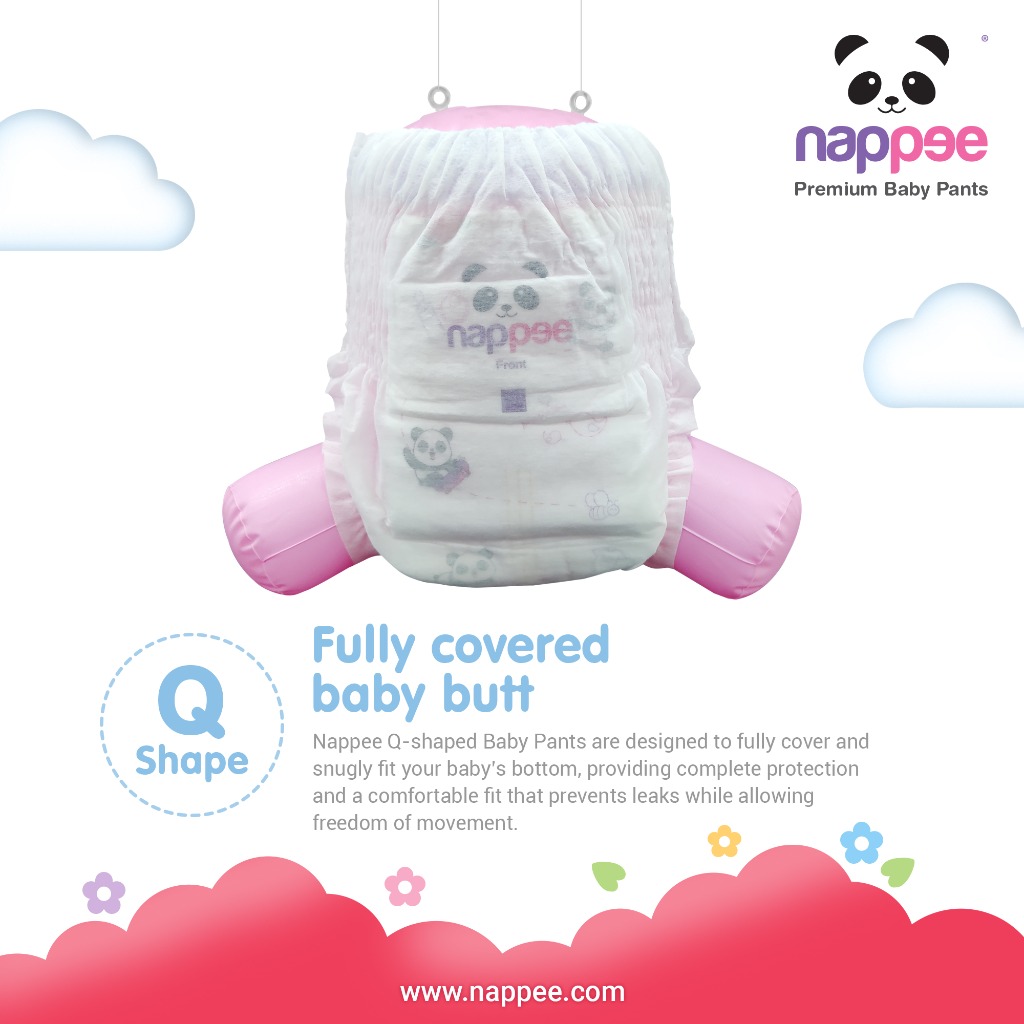 ®
nappee
Premium Baby Pants
nappee
Front
Q
Shape
Fully covered
baby butt
Nappee Q-shaped Baby Pants are designed to fully cover and
snugly fit your baby's bottom, providing complete protection
and a comfortable fit that prevents leaks while allowing
freedom of movement.
www.nappee.com